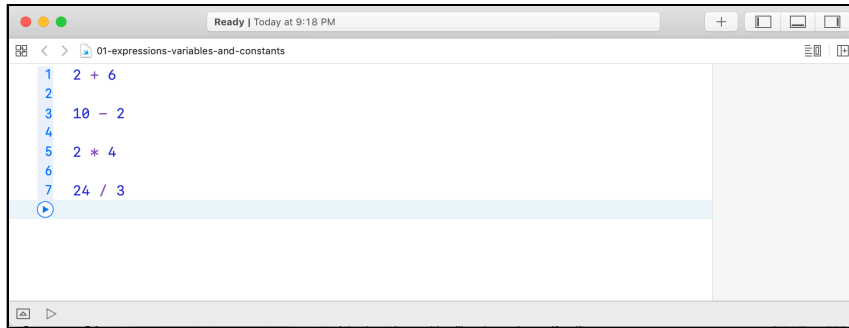 Ready | Today at 9:18 PM
01-expressions-variables-and-constants
1 2 + 6
2
3 10 - 2
4
5 2 * 4
6
7 24 / 3